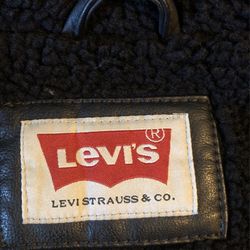 LEVI'S ®
LEVI STRAUSS & CO.